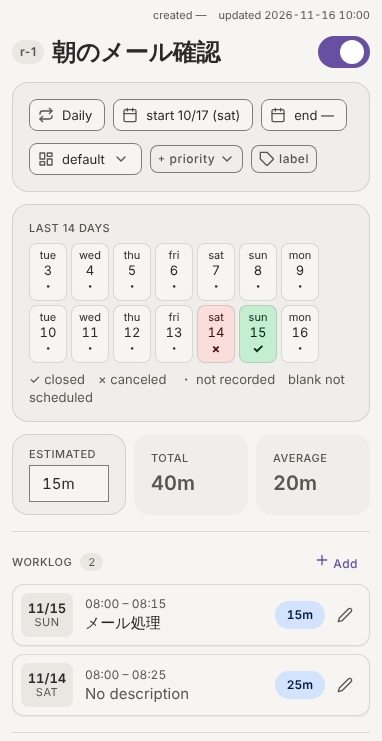 created — updated 2026-11-16 10:00
r-1 朝のメール確認
Daily start 10/17 (sat) end —
default + priority label
LAST 14 DAYS
tue wed thu fri sat sun mon
3 4 5 6 7 8 9
• • • • • • •
tue wed thu fri sat sun mon
10 11 12 13 14 15 16
• • • • × ✓ •
✓ closed × canceled • not recorded blank not
scheduled
ESTIMATED TOTAL AVERAGE
15m 40m 20m
WORKLOG 2 + Add
11/15 08:00 – 08:15 15m
SUN メール処理
11/14 08:00 – 08:25 25m
SAT No description